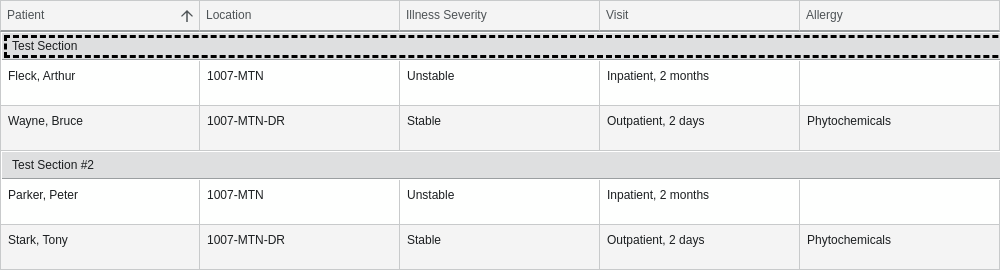 Patient Location Illness Severity Visit Allergy
Test Section
Fleck, Arthur 1007-MTN Unstable Inpatient, 2 months
Wayne, Bruce 1007-MTN-DR Stable Outpatient, 2 days Phytochemicals
Test Section #2
Parker, Peter 1007-MTN Unstable Inpatient, 2 months
Stark, Tony 1007-MTN-DR Stable Outpatient, 2 days Phytochemicals